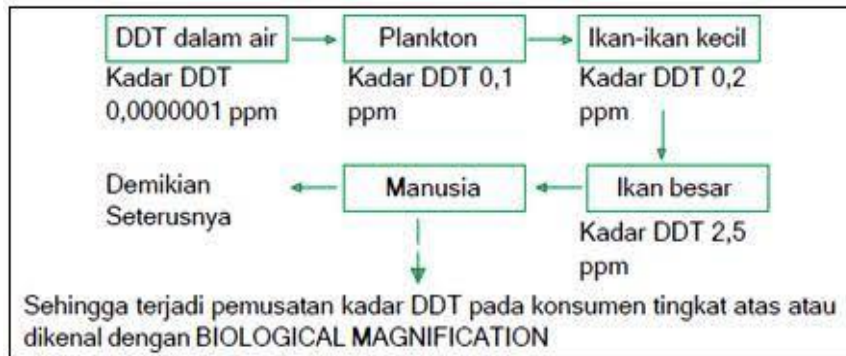 DDT dalam air
Plankton
Ikan-ikan kecil
Kadar DDT
0,0000001 ppm
Kadar DDT 0,1
ppm
Kadar DDT 0,2
ppm
Demikian
Seterusnya
Manusia
Ikan besar
Kadar DDT 2,5
ppm
Sehingga terjadi pemusatan kadar DDT pada konsumen tingkat atas atau
dikenal dengan BIOLOGICAL MAGNIFICATION